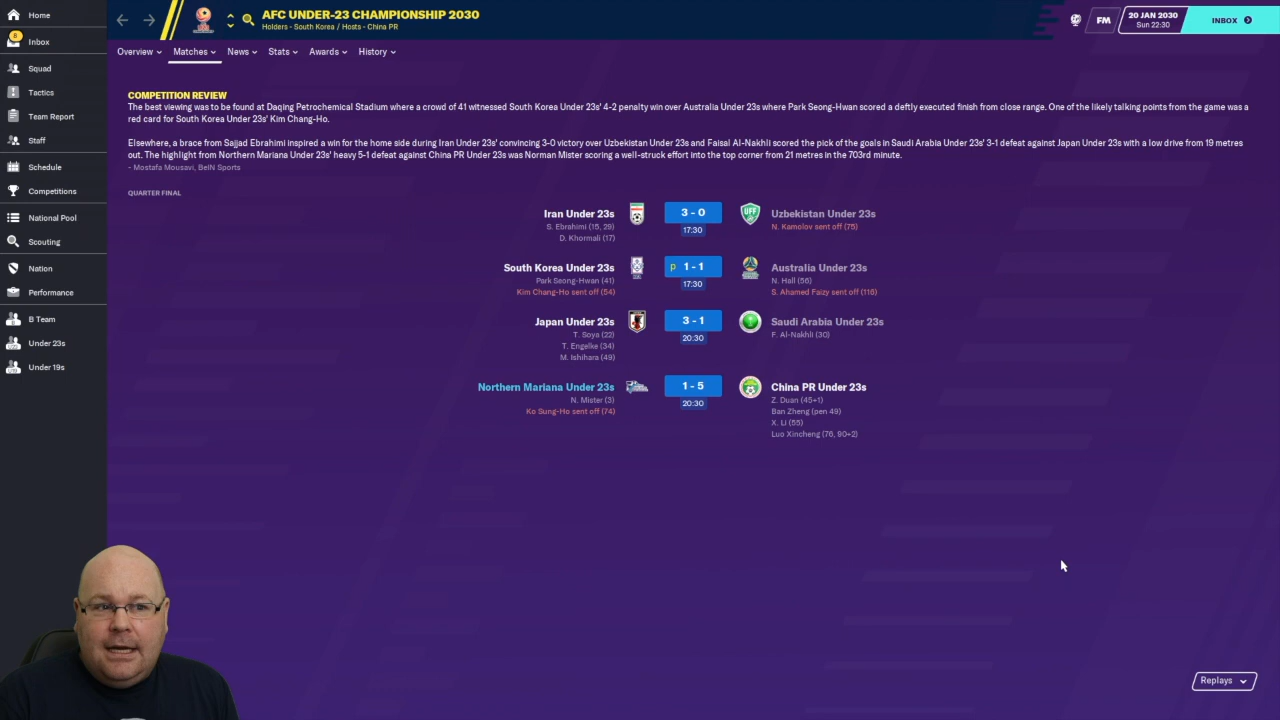 Home
AFC UNDER-23 CHAMPIONSHIP 2030
Holders - South Korea / Hosts - China PR
FM
20 JAN 2030
Sun 22:30
INBOX
8
Inbox
Squad
Tactics
Team Report
Staff
Schedule
Competitions
National Pool
Scouting
Nation
Performance
B Team
Under 23s
Under 19s
Overview
Matches
News
Stats
Awards
History
COMPETITION REVIEW
The best viewing was to be found at Daqing Petrochemical Stadium where a crowd of 41 witnessed South Korea Under 23s' 4-2 penalty win over Australia Under 23s where Park Seong-Hwan scored a deftly executed finish from close range. One of the likely talking points from the game was a
red card for South Korea Under 23s' Kim Chang-Ho.
Elsewhere, a brace from Sajjad Ebrahimi inspired a win for the home side during Iran Under 23s' convincing 3-0 victory over Uzbekistan Under 23s and Faisal Al-Nakhli scored the pick of the goals in Saudi Arabia Under 23s' 3-1 defeat against Japan Under 23s with a low drive from 19 metres
out. The highlight from Northern Mariana Under 23s' heavy 5-1 defeat against China PR Under 23s was Norman Mister scoring a well-struck effort into the top corner from 21 metres in the 703rd minute.
- Mostafa Mousavi, BeIN Sports
QUARTER FINAL
Iran Under 23s 3 - 0 Uzbekistan Under 23s
S. Ebrahimi (15, 29) 17:30 N. Kamolov sent off (75)
D. Khormali (17)
South Korea Under 23s p 1 - 1 Australia Under 23s
Park Seong-Hwan (41) 17:30 N. Hall (56)
Kim Chang-Ho sent off (54) S. Ahamed Faizy sent off (116)
Japan Under 23s 3 - 1 Saudi Arabia Under 23s
T. Soya (22) 20:30 F. Al-Nakhli (30)
T. Engelke (34)
M. Ishihara (49)
Northern Mariana Under 23s 1 - 5 China PR Under 23s
N. Mister (3) 20:30 Z. Duan (45+1)
Ko Sung-Ho sent off (74) Ban Zheng (pen 49)
X. Li (55)
Luo Xincheng (76, 90+2)
Replays